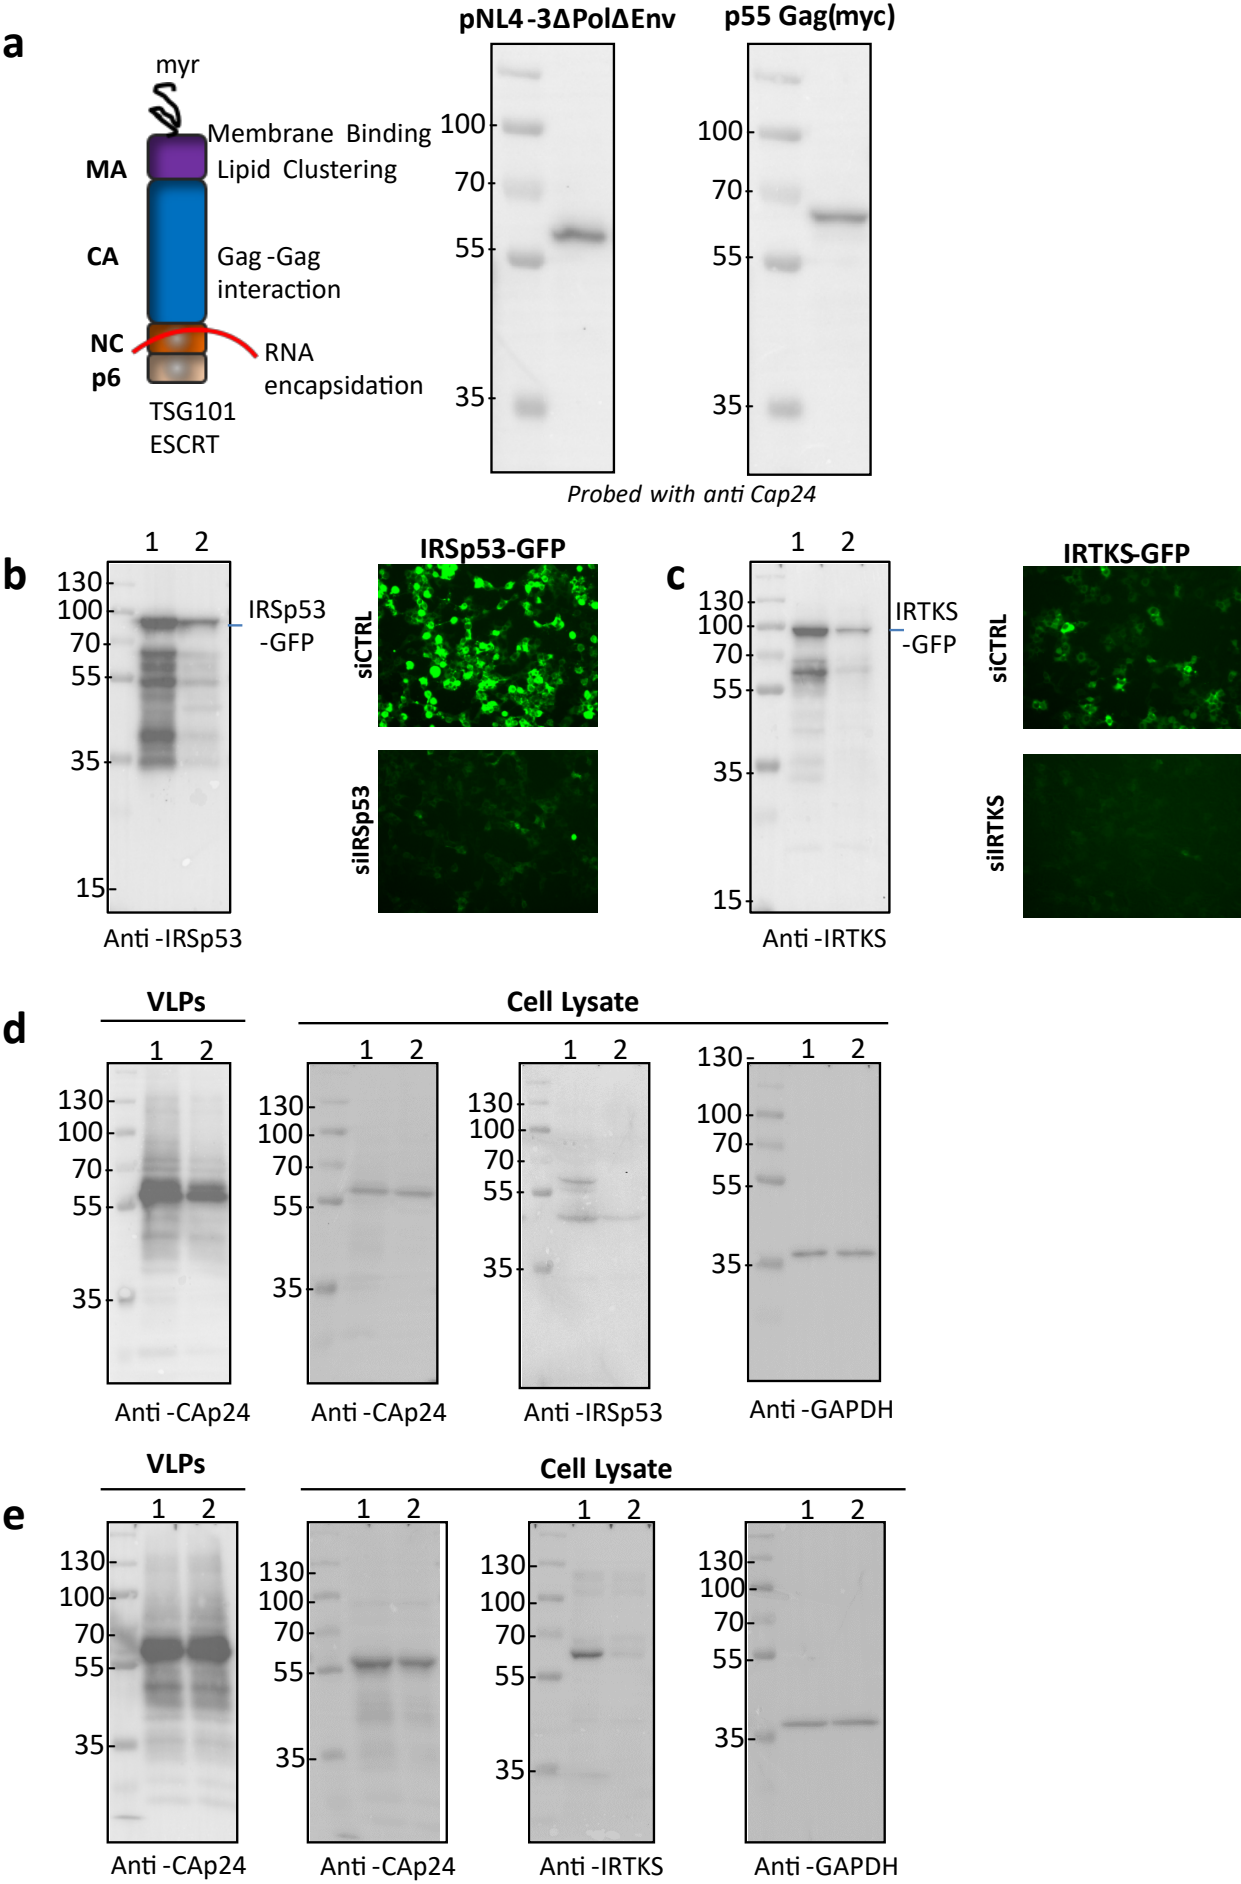 a
pNL4-3ΔPolΔEnv
p55 Gag(myc)
myr
Membrane Binding
MA
Lipid Clustering
CA
Gag-Gag
interaction
NC
p6
RNA
encapsidation
TSG101
ESCRT
100
70
55
35
100
70
55
35
Probed with anti Cap24
b
1 2
130
100
70
55
35
15
IRSp53
-GFP
Anti-IRSp53
IRSp53-GFP
siCTRL
siIRSp53
c
1 2
130
100
70
55
35
15
IRTKS
-GFP
Anti-IRTKS
IRTKS-GFP
siCTRL
siIRTKS
d
VLPs
Cell Lysate
1 2
130
100
70
55
35
Anti-CAp24
1 2
130
100
70
55
35
Anti-CAp24
1 2
130
100
70
55
35
Anti-IRSp53
1 2
130
100
70
55
35
Anti-GAPDH
e
VLPs
Cell Lysate
1 2
130
100
70
55
35
Anti-CAp24
1 2
130
100
70
55
35
Anti-CAp24
1 2
130
100
70
55
35
Anti-IRTKS
1 2
130
100
70
55
35
Anti-GAPDH